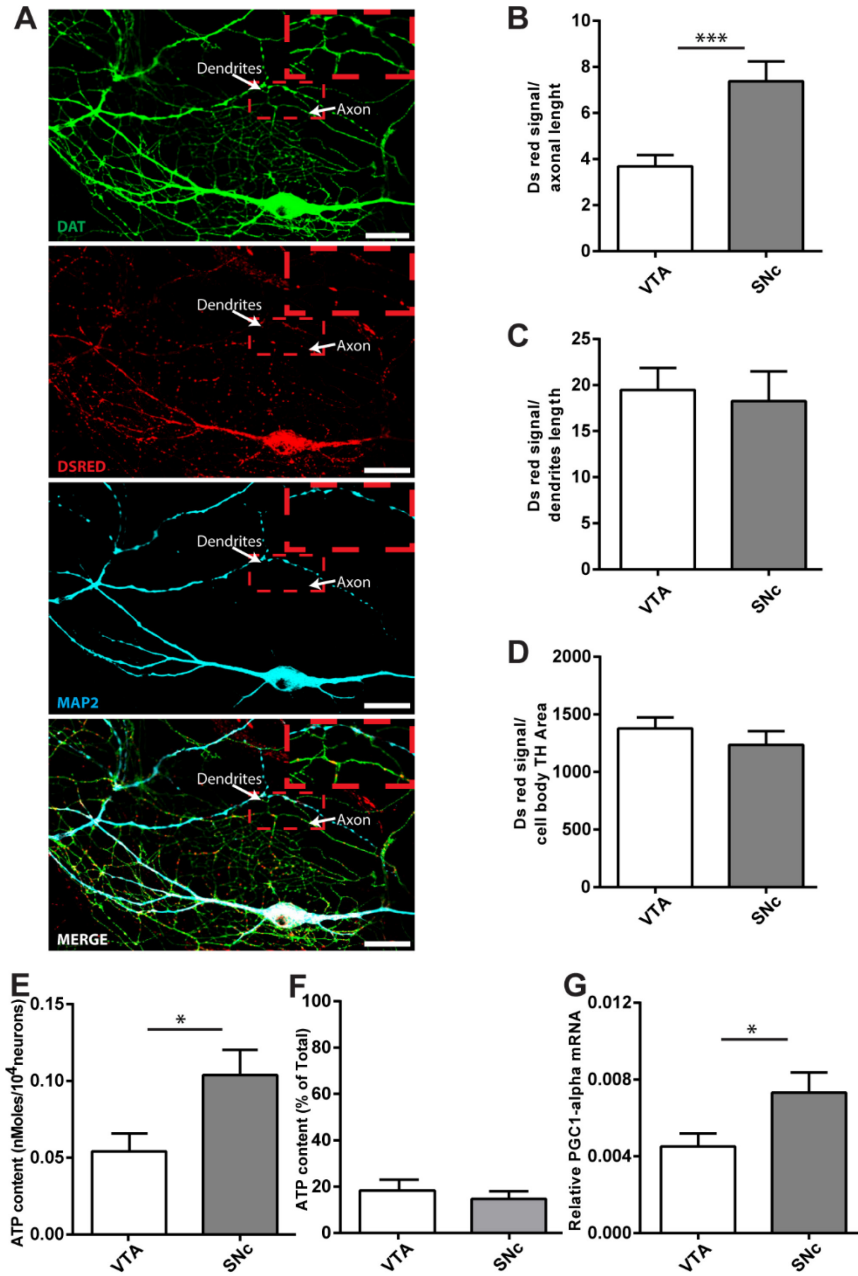 A
Dendrites
Axon
DAT
Dendrites
Axon
DSRED
Dendrites
Axon
MAP2
Dendrites
Axon
MERGE
B
Ds red signal/
axonal lenght
10
8
6
4
2
0
***
VTA
SNc
C
Ds red signal/
dendrites length
25
20
15
10
5
0
VTA
SNc
D
Ds red signal/
cell body TH Area
2000
1500
1000
500
0
VTA
SNc
E
ATP content (nMoles/10⁴neurons)
0.15
0.10
0.05
0.00
*
VTA
SNc
F
ATP content (% of Total)
100
80
60
40
20
0
VTA
SNc
G
Relative PGC1-alpha mRNA
0.012
0.008
0.004
0.000
*
VTA
SNc